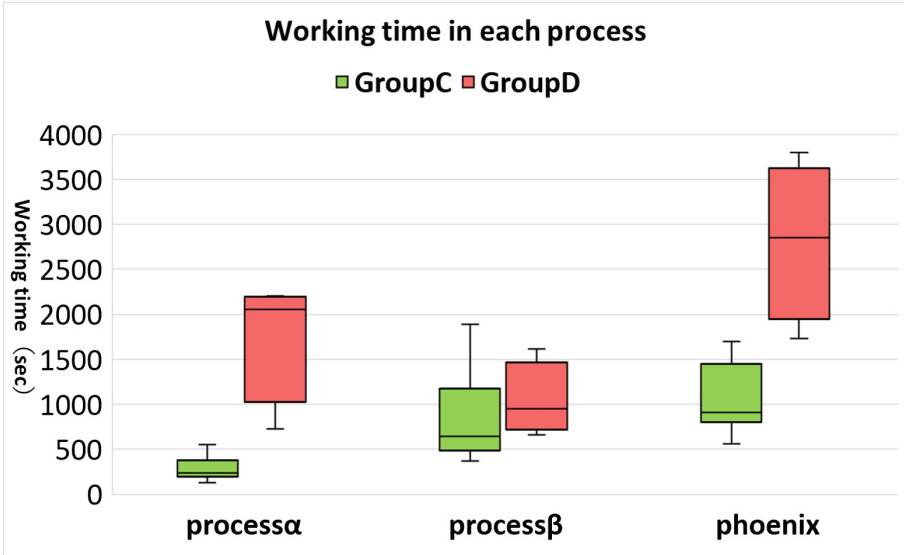 Working time in each process
GroupC GroupD
4000
3500
3000
2500
2000
1500
1000
500
0
Working time（sec）
processα processβ phoenix